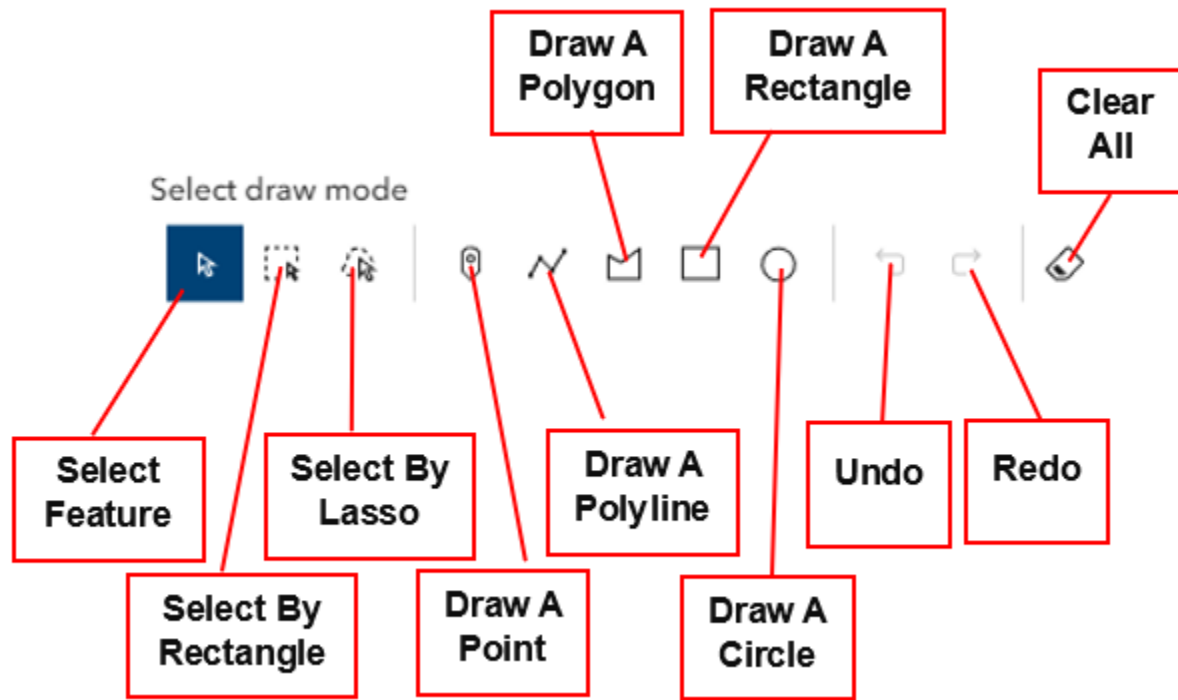 Draw A
Polygon
Draw A
Rectangle
Clear
All
Select draw mode
Select
Feature
Select By
Rectangle
Select By
Lasso
Draw A
Point
Draw A
Polyline
Draw A
Circle
Undo
Redo